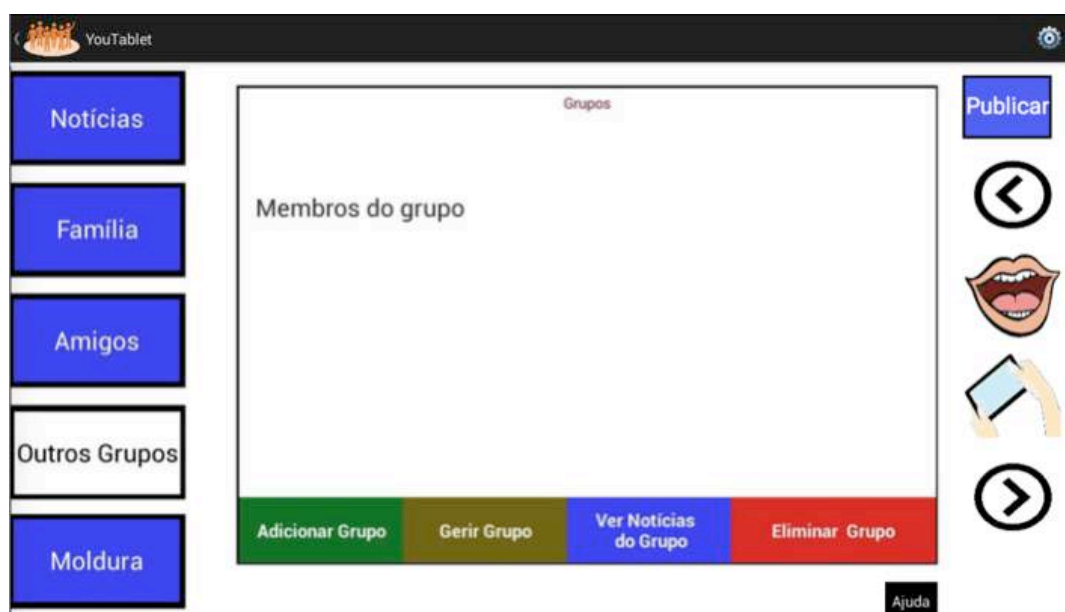 YouTablet
Notícias
Família
Amigos
Outros Grupos
Moldura
Grupos
Membros do grupo
Adicionar Grupo
Gerir Grupo
Ver Notícias
do Grupo
Eliminar Grupo
Publicar
Ajuda